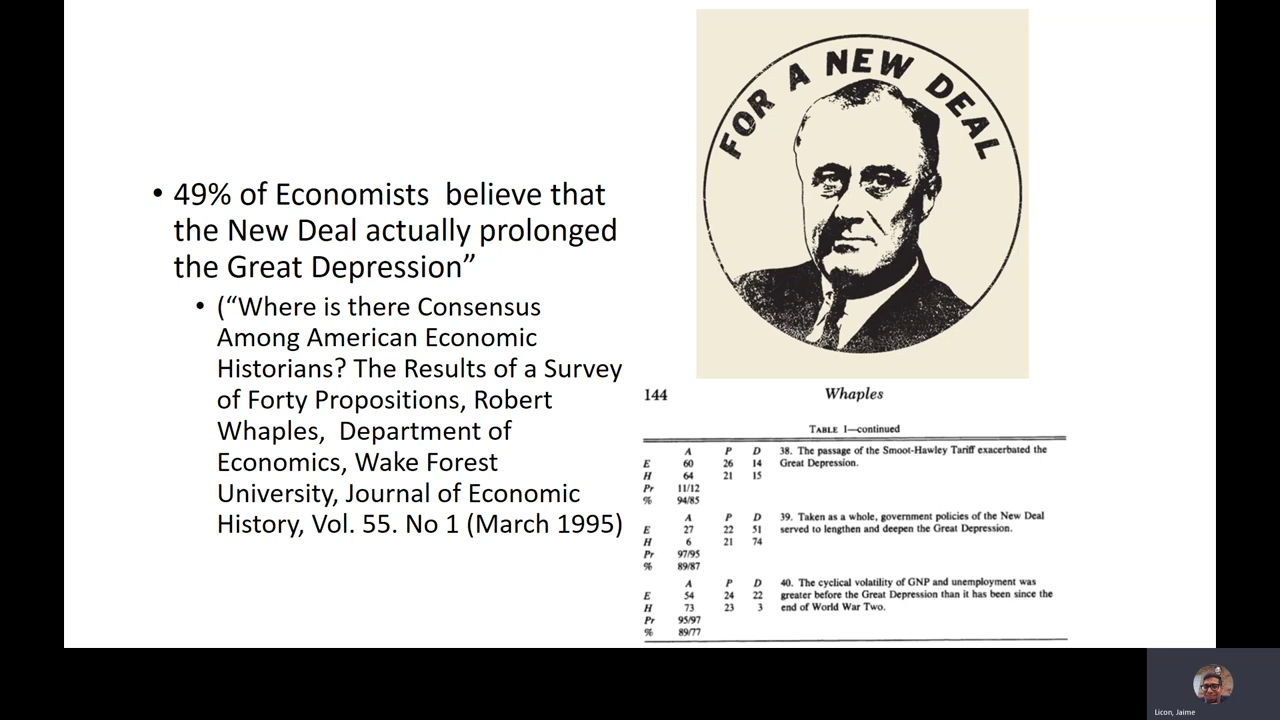 • 49% of Economists  believe that
the New Deal actually prolonged
the Great Depression”
• (“Where is there Consensus
Among American Economic
Historians? The Results of a Survey
of Forty Propositions, Robert
Whaples,  Department of
Economics, Wake Forest
University, Journal of Economic
History, Vol. 55. No 1 (March 1995)
FOR A NEW DEAL
144 Whaples
TABLE 1—continued
A P D 38. The passage of the Smoot-Hawley Tariff exacerbated the
E 60 26 14 Great Depression.
H 64 21 15
Pr 11/12
% 94/85
A P D 39. Taken as a whole, government policies of the New Deal
E 27 22 51 served to lengthen and deepen the Great Depression.
H 6 21 74
Pr 97/95
% 89/87
A P D 40. The cyclical volatility of GNP and unemployment was
E 54 24 22 greater before the Great Depression than it has been since the
H 73 23 3 end of World War Two.
Pr 95/97
% 89/77
Licon, Jaime